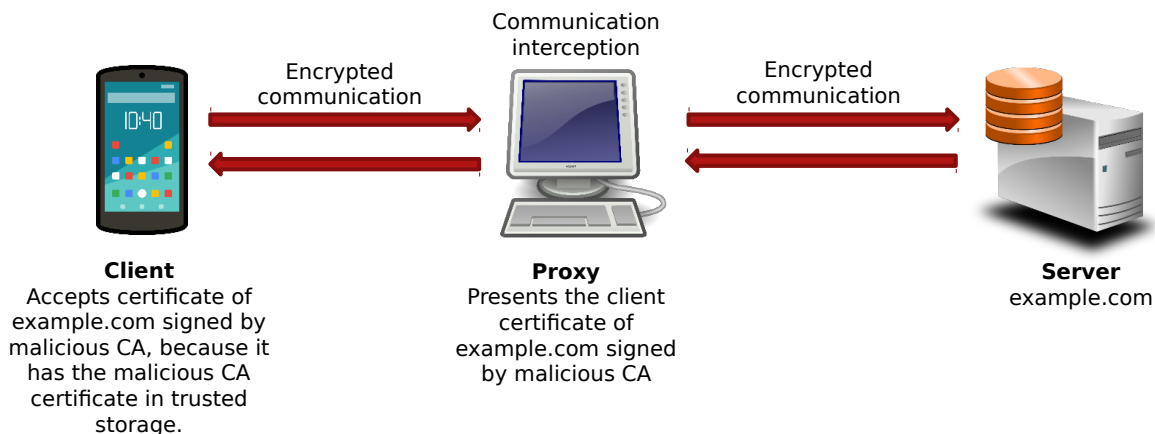 Communication
interception
Encrypted
communication
Encrypted
communication
10:40
Client
Accepts certificate of
example.com signed by
malicious CA, because it
has the malicious CA
certificate in trusted
storage.
Proxy
Presents the client
certificate of
example.com signed
by malicious CA
Server
example.com